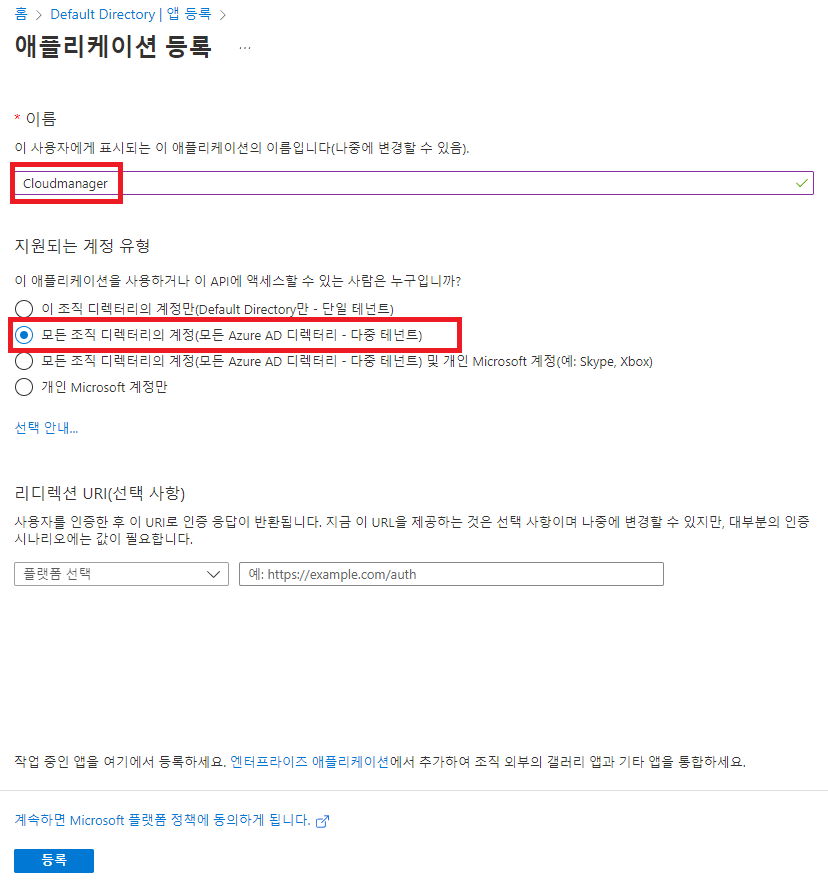 홈 > Default Directory | 앱 등록 >
애플리케이션 등록 ...
* 이름
이 사용자에게 표시되는 이 애플리케이션의 이름입니다(나중에 변경할 수 있음).
Cloudmanager
지원되는 계정 유형
이 애플리케이션을 사용하거나 이 API에 액세스할 수 있는 사람은 누구입니까?
이 조직 디렉터리의 계정만(Default Directory만 - 단일 테넌트)
모든 조직 디렉터리의 계정(모든 Azure AD 디렉터리 - 다중 테넌트)
모든 조직 디렉터리의 계정(모든 Azure AD 디렉터리 - 다중 테넌트) 및 개인 Microsoft 계정(예: Skype, Xbox)
개인 Microsoft 계정만
선택 안내...
리디렉션 URI(선택 사항)
사용자를 인증한 후 이 URI로 인증 응답이 반환됩니다. 지금 이 URL을 제공하는 것은 선택 사항이며 나중에 변경할 수 있지만, 대부분의 인증
시나리오에는 값이 필요합니다.
플랫폼 선택 예: https://example.com/auth
작업 중인 앱을 여기에서 등록하세요. 엔터프라이즈 애플리케이션에서 추가하여 조직 외부의 갤러리 앱과 기타 앱을 통합하세요.
계속하면 Microsoft 플랫폼 정책에 동의하게 됩니다.
등록